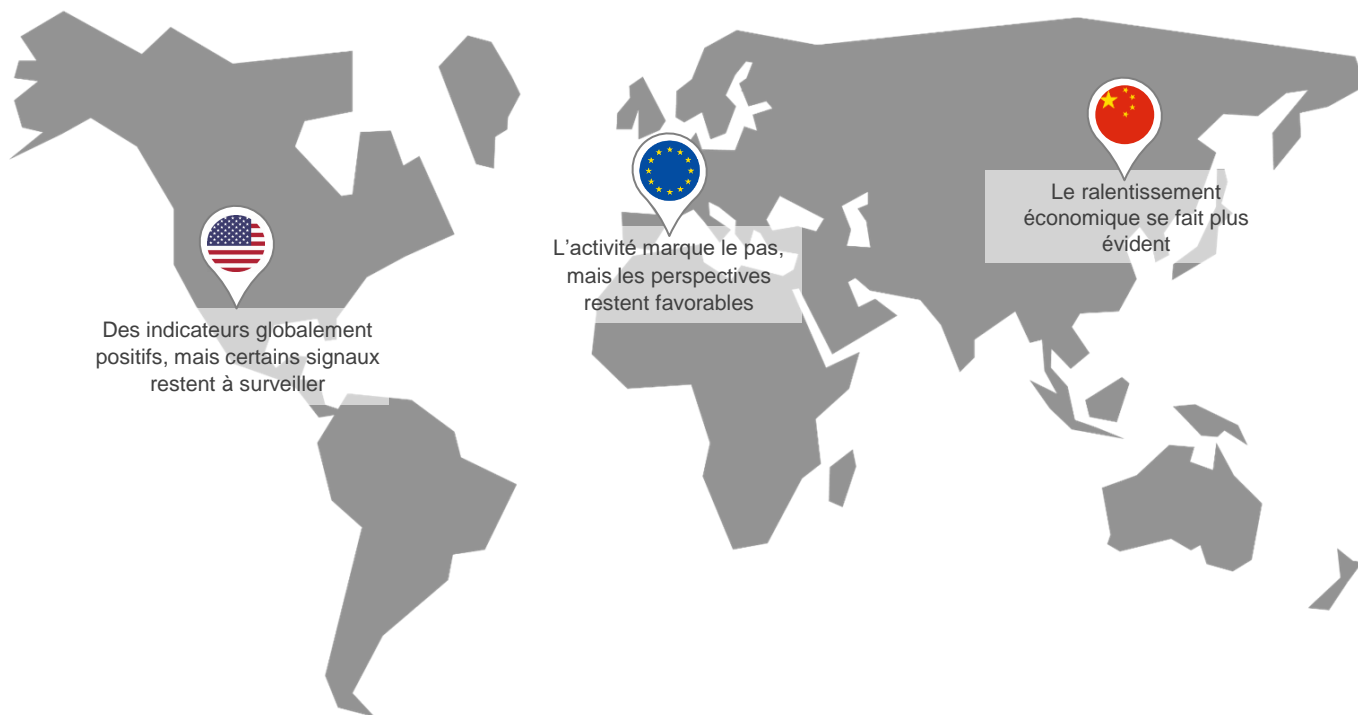 Des indicateurs globalement
positifs, mais certains signaux
restent à surveiller
L’activité marque le pas,
mais les perspectives
restent favorables
Le ralentissement
économique se fait plus
évident